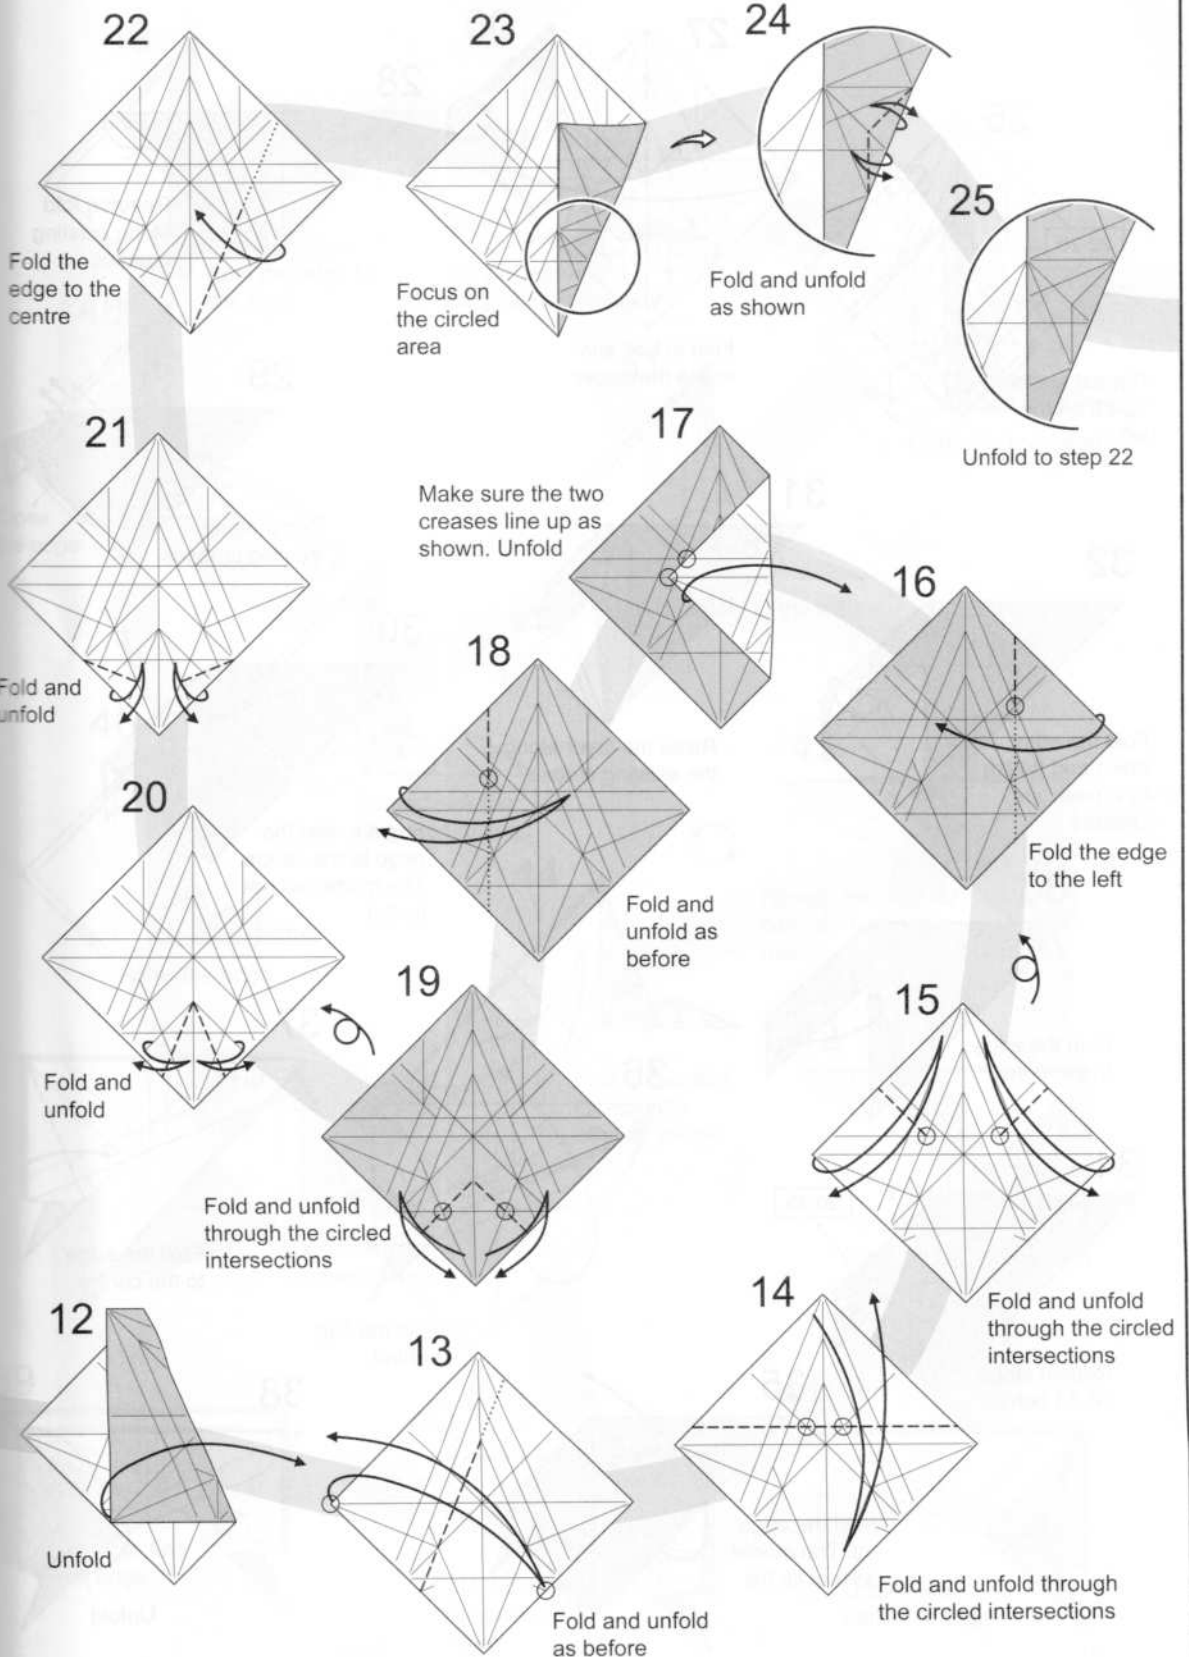 12
Unfold
13
Fold and unfold
as before
14
Fold and unfold through
the circled intersections
15
Fold and unfold
through the circled
intersections
16
Fold the edge
to the left
17
Make sure the two
creases line up as
shown. Unfold
18
Fold and
unfold as
before
19
Fold and unfold
through the circled
intersections
20
Fold and
unfold
21
Fold and
unfold
22
Fold the
edge to the
centre
23
Focus on
the circled
area
24
Fold and unfold
as shown
25
Unfold to step 22